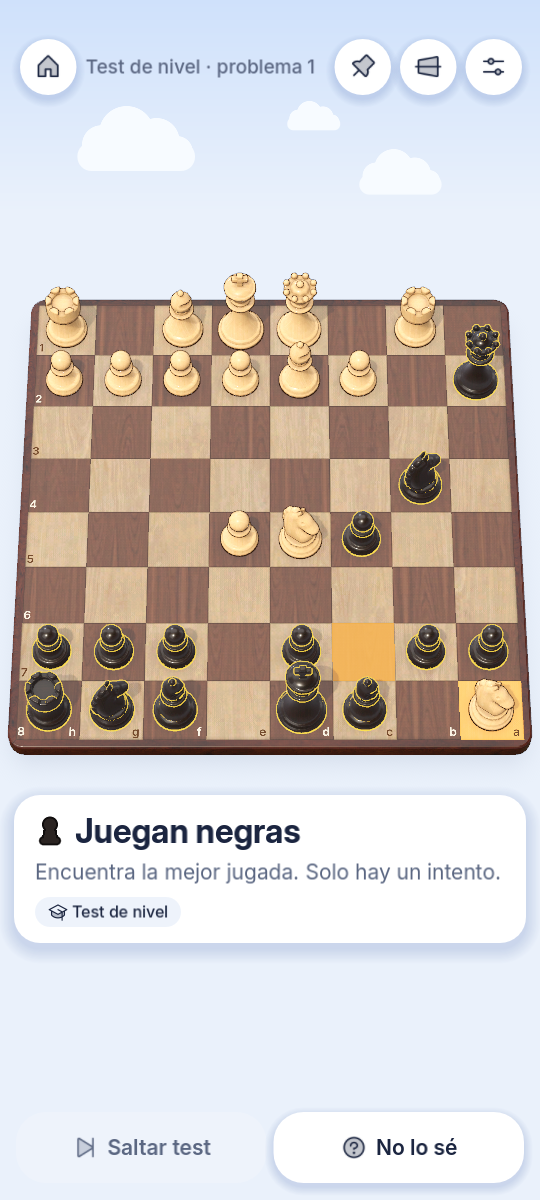 Test de nivel · problema 1
1
2
3
4
5
6
7
8 h g f e d c b a
Juegan negras
Encuentra la mejor jugada. Solo hay un intento.
Test de nivel
Saltar test
No lo sé